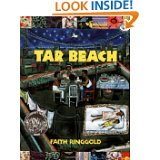 LOOK INSIDE!
TAR BEACH
FAITH RINGGOLD